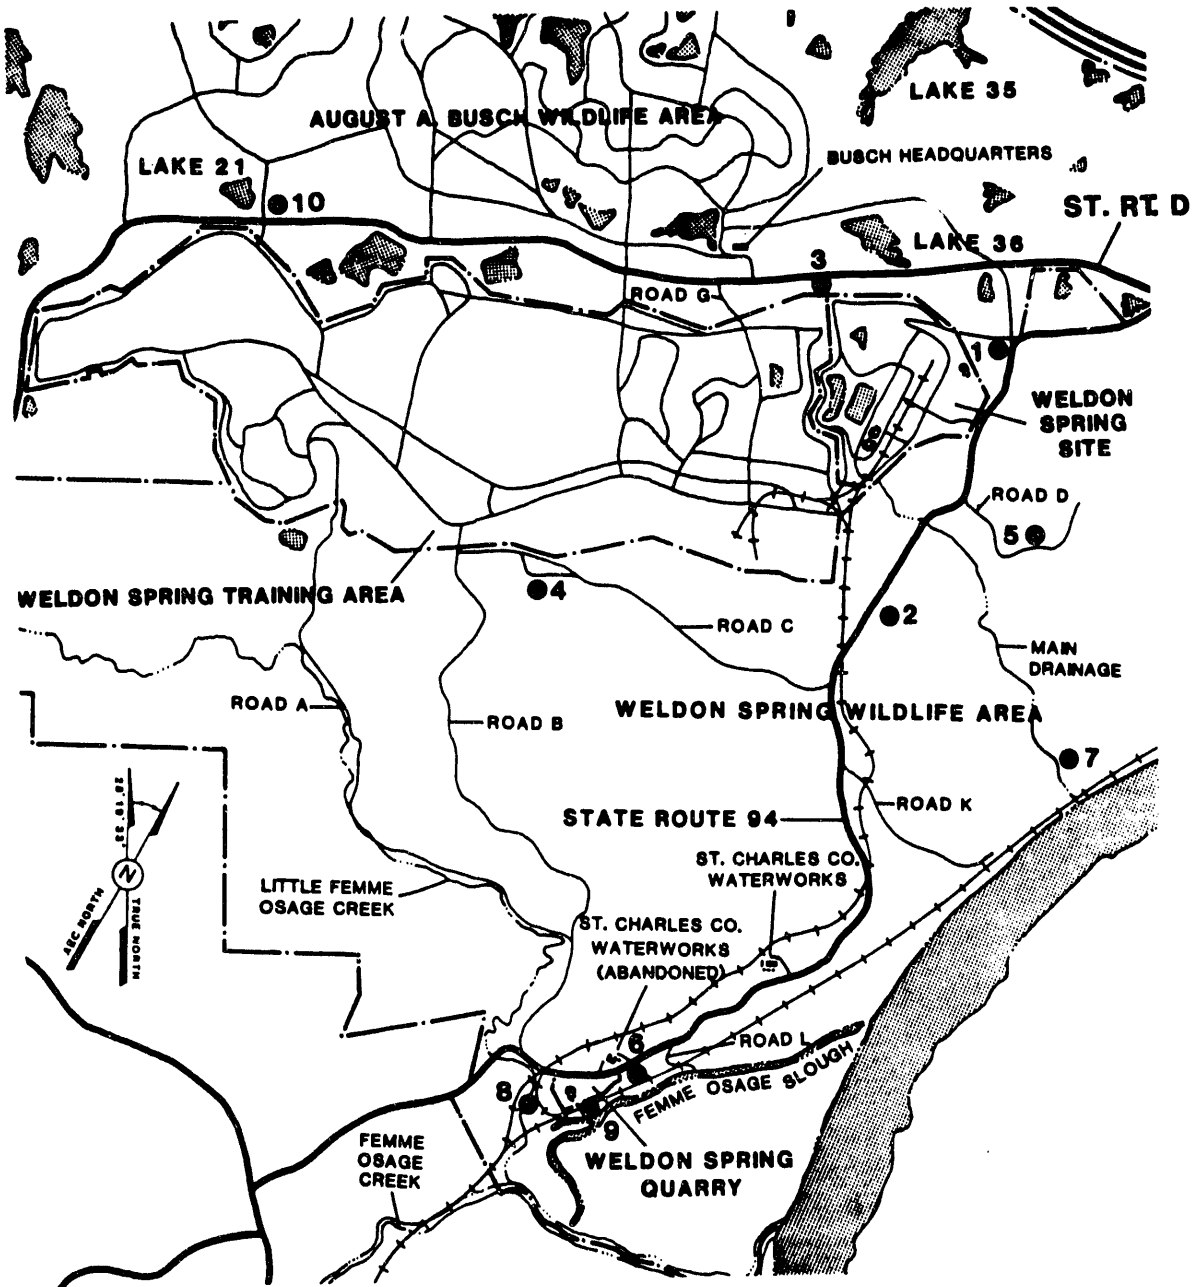 LAKE 35
AUGUST A. BUSCH WILDLIFE AREA
BUSCH HEADQUARTERS
LAKE 21
10
ST. RT. D
LAKE 36
3
ROAD G
1
WELDON
SPRING
SITE
ROAD D
5
4
WELDON SPRING TRAINING AREA
2
ROAD C
MAIN
DRAINAGE
ROAD A
ROAD B
WELDON SPRING WILDLIFE AREA
7
ROAD K
STATE ROUTE 94
ST. CHARLES CO.
WATERWORKS
N
TRUE NORTH
LITTLE FEMME
OSAGE CREEK
ST. CHARLES CO.
WATERWORKS
(ABANDONED)
6
ROAD L
FEMME OSAGE SLOUGH
8
9
FEMME
OSAGE
CREEK
WELDON SPRING
QUARRY